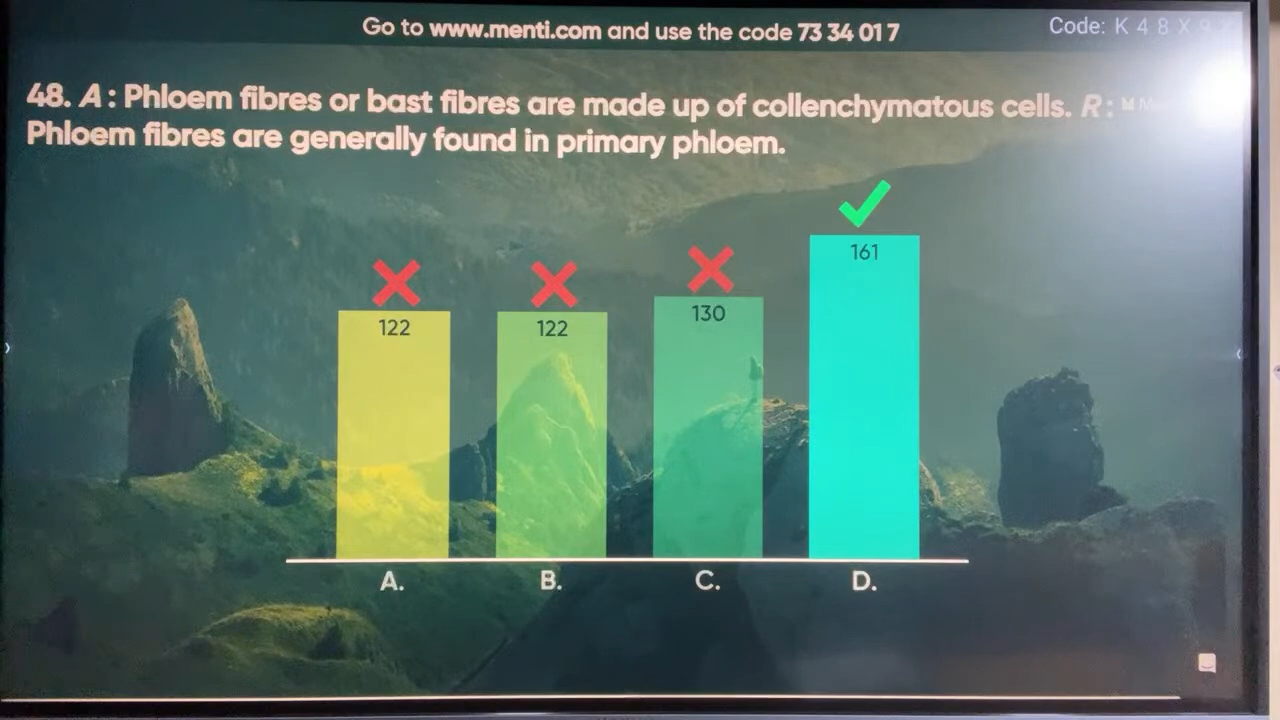 Go to www.menti.com and use the code 73 34 01 7
Code: K 4 8 X
48. A : Phloem fibres or bast fibres are made up of collenchymatous cells. R :
Phloem fibres are generally found in primary phloem.
161
130
122
122
A.
B.
C.
D.